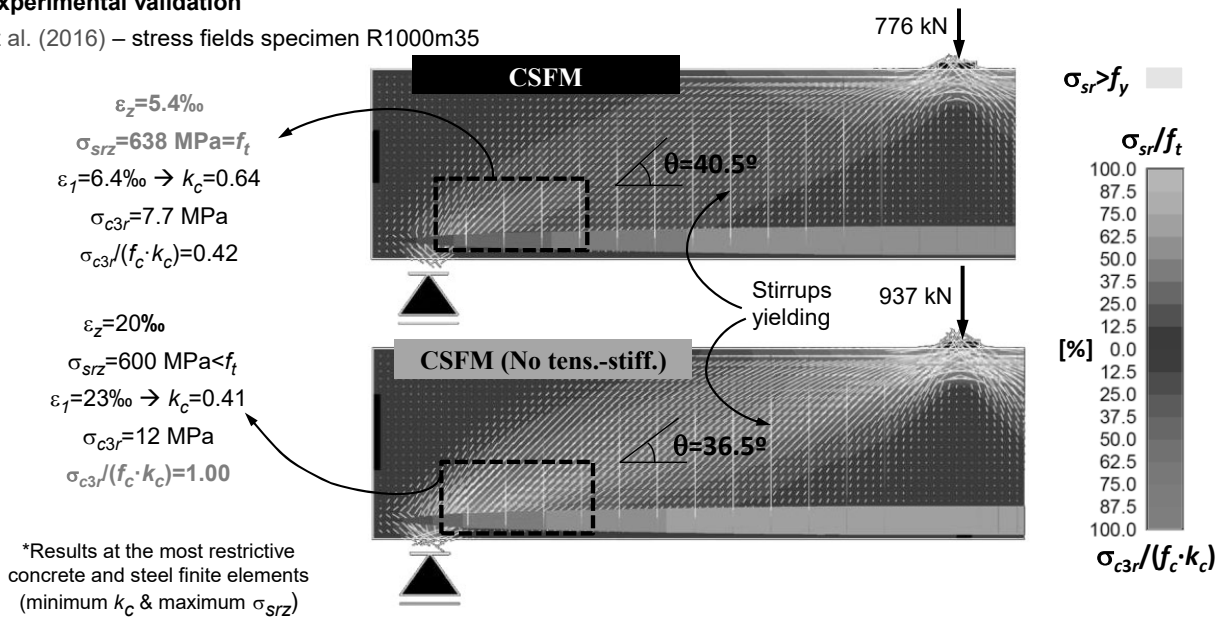 xperimental validation
et al. (2016) – stress fields specimen R1000m35
776 kN
CSFM
σsr>fy
εz=5.4‰
σsrz=638 MPa=ft
ε1=6.4‰ → kc=0.64
σc3r=7.7 MPa
σc3r/(fc·kc)=0.42
θ=40.5º
σsr/ft
100.0
87.5
75.0
62.5
50.0
37.5
25.0
12.5
[%] 0.0
12.5
25.0
37.5
50.0
62.5
75.0
87.5
100.0
σc3r/(fc·kc)
Stirrups
yielding
937 kN
CSFM (No tens.-stiff.)
εz=20‰
σsrz=600 MPa<ft
ε1=23‰ → kc=0.41
σc3r=12 MPa
σc3r/(fc·kc)=1.00
θ=36.5º
*Results at the most restrictive
concrete and steel finite elements
(minimum kc & maximum σsrz)